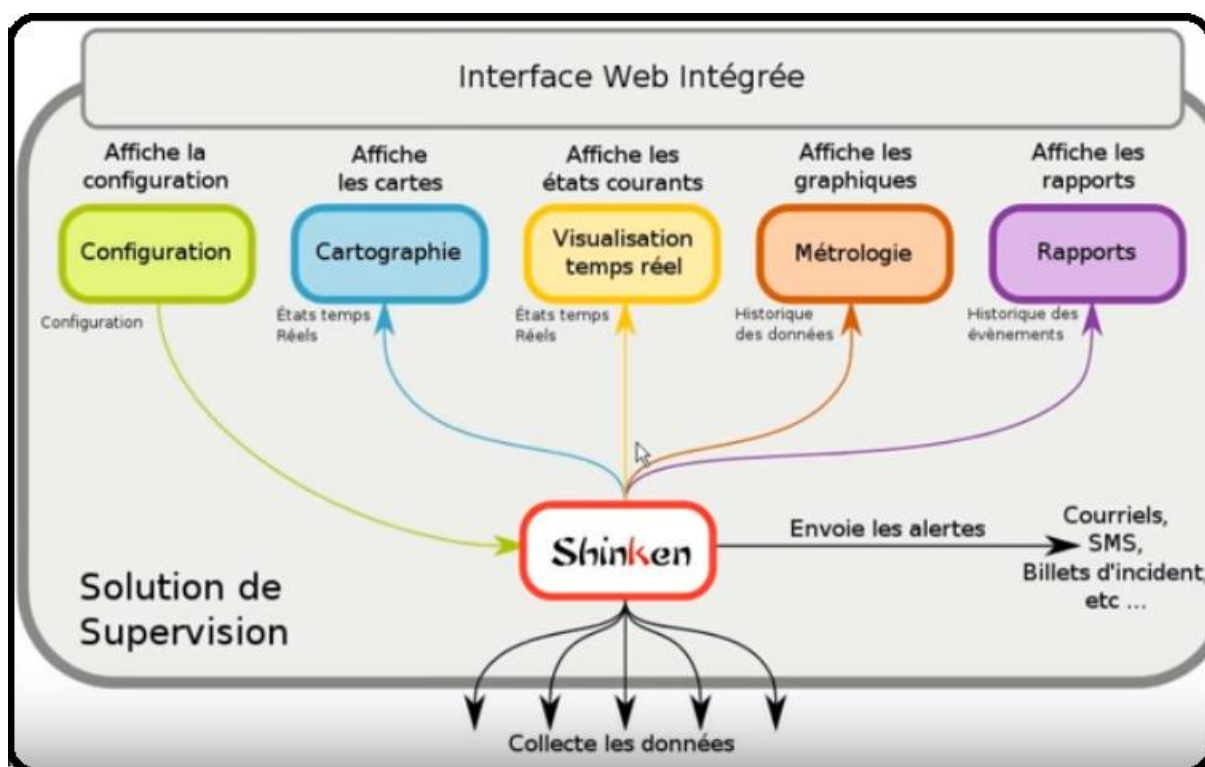 Interface Web Intégrée
Affiche la
configuration
Affiche
les cartes
Affiche les
états courants
Affiche les
graphiques
Affiche les
rapports
Configuration
Cartographie
Visualisation
temps réel
Métrologie
Rapports
Configuration
États temps
Réels
États temps
Réels
Historique
des données
Historique des
évènements
Shinken
Envoie les alertes
Courriels,
SMS,
Billets d'incident,
etc ...
Solution de
Supervision
Collecte les données